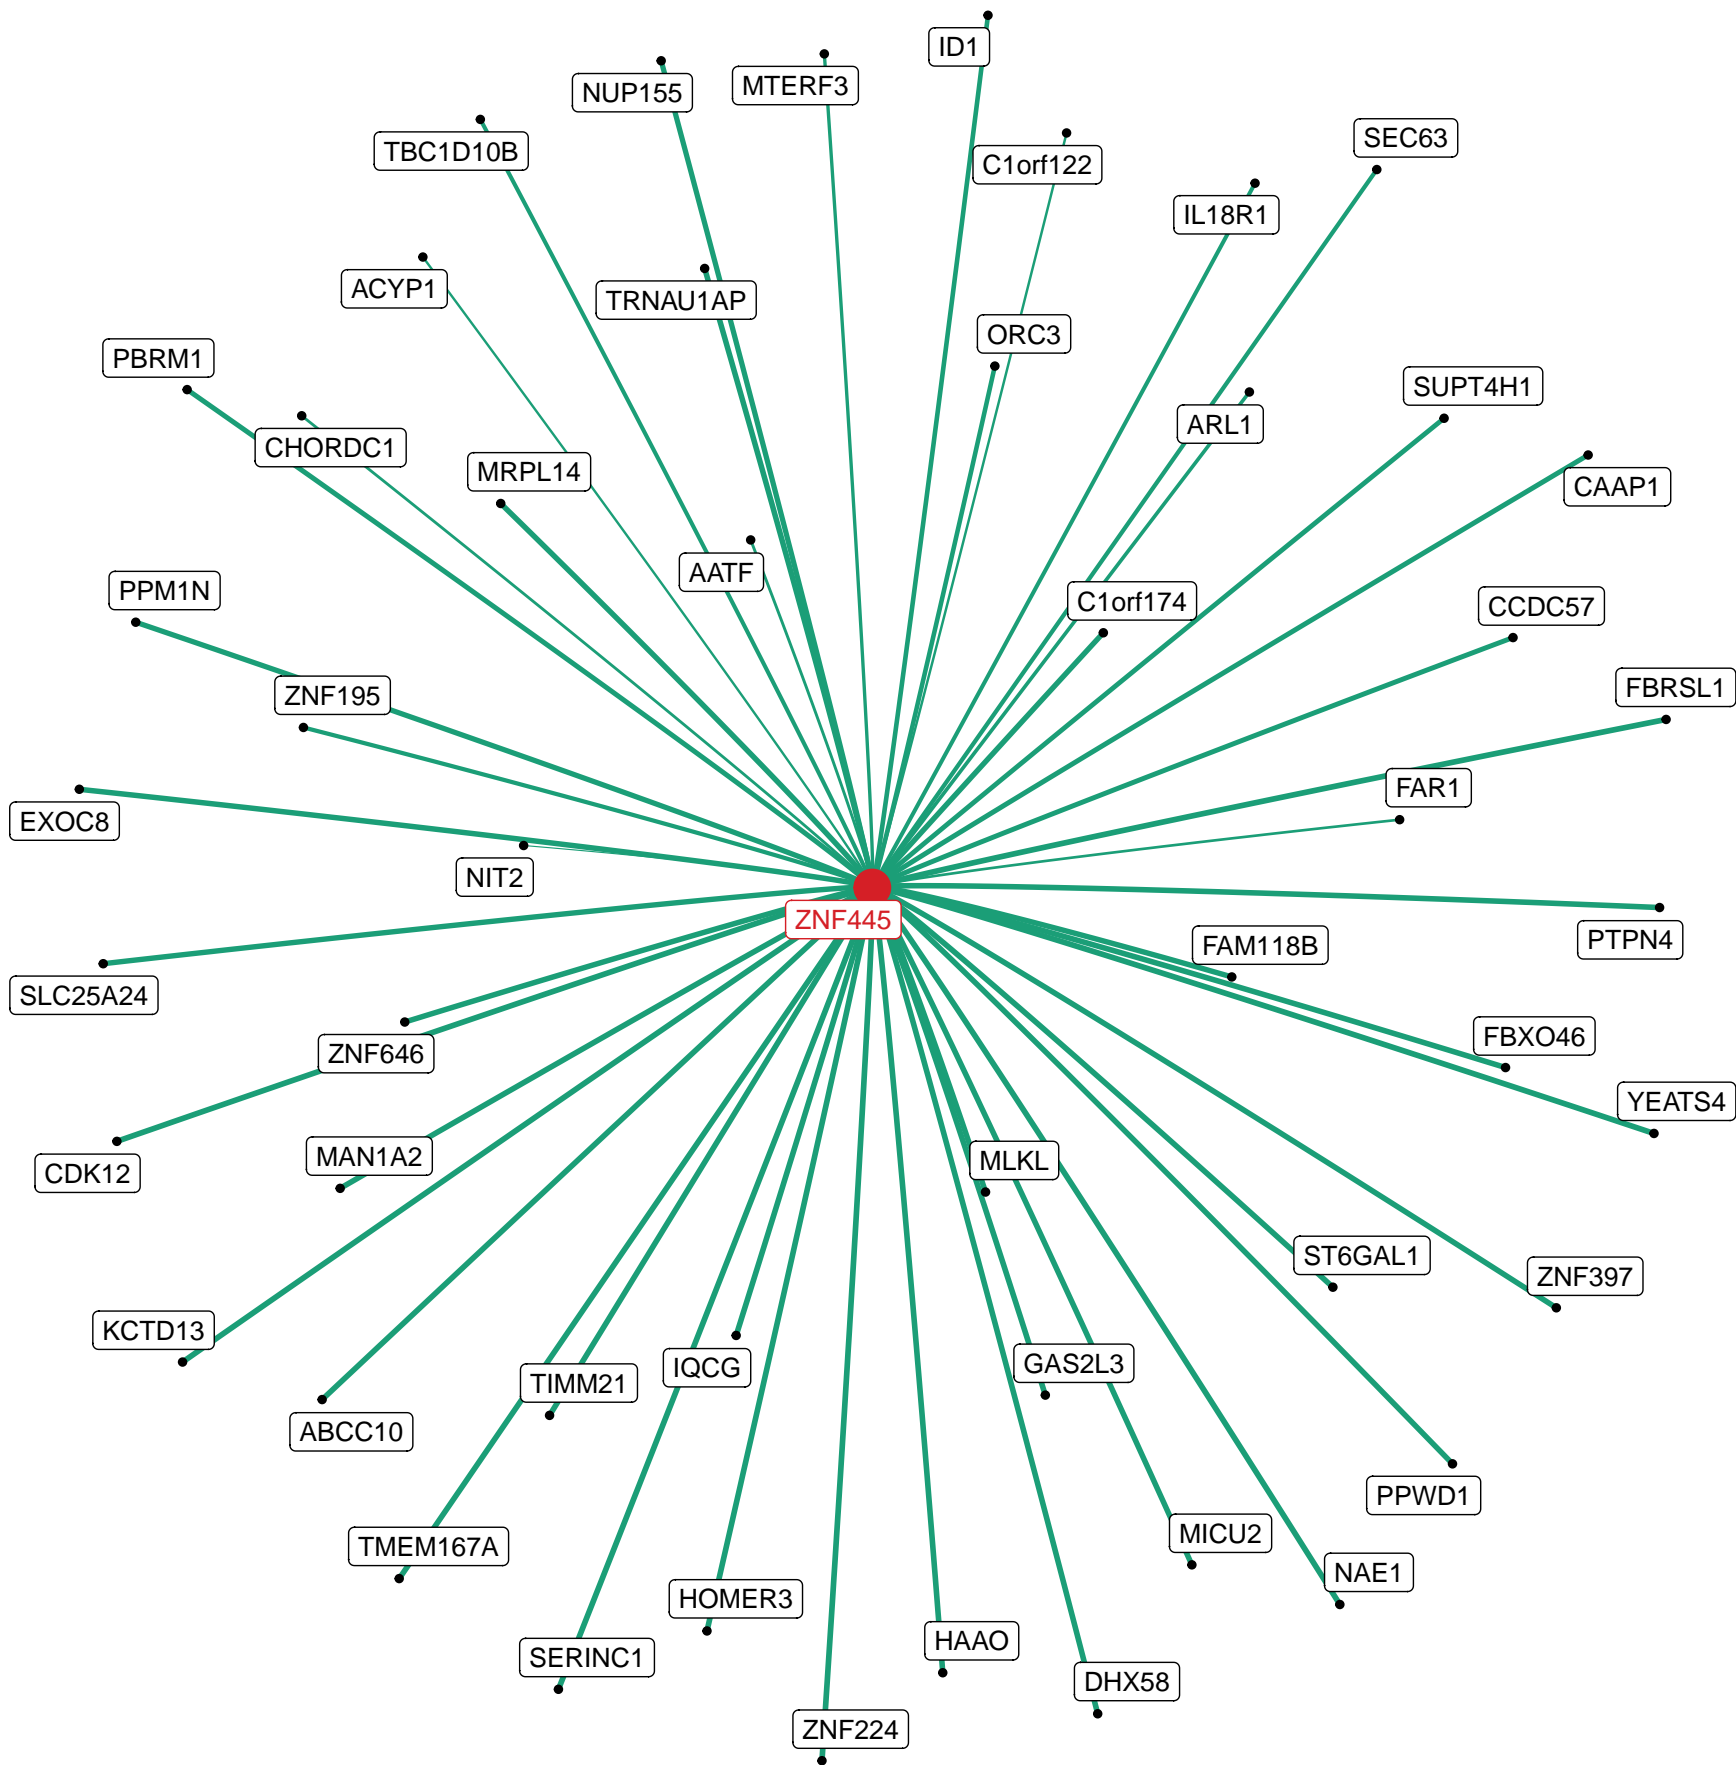 ID1
NUP155
MTERF3
SEC63
TBC1D10B
C1orf122
IL18R1
ACYP1
TRNAU1AP
ORC3
PBRM1
SUPT4H1
ARL1
CHORDC1
MRPL14
CAAP1
AATF
PPM1N
C1orf174
CCDC57
ZNF195
FBRSL1
FAR1
EXOC8
NIT2
ZNF445
PTPN4
FAM118B
SLC25A24
FBXO46
ZNF646
YEATS4
MAN1A2
MLKL
CDK12
ST6GAL1
ZNF397
KCTD13
GAS2L3
IQCG
TIMM21
ABCC10
PPWD1
MICU2
TMEM167A
NAE1
HOMER3
HAAO
SERINC1
DHX58
ZNF224